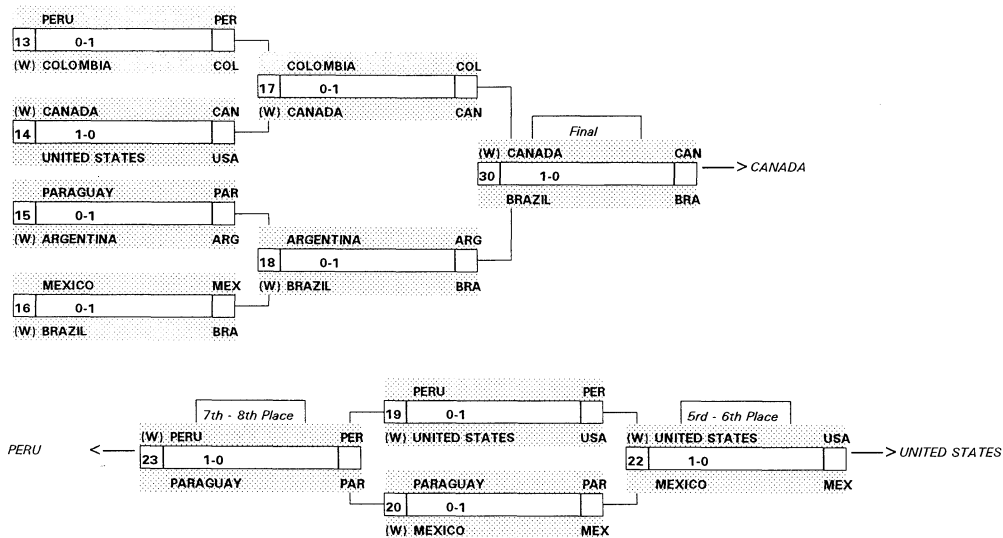 PERU PER
13 0-1
(W) COLOMBIA COL
COLOMBIA COL
17 0-1
(W) CANADA CAN
(W) CANADA CAN
14 1-0
UNITED STATES USA
Final
(W) CANADA CAN
30 1-0 > CANADA
BRAZIL BRA
PARAGUAY PAR
15 0-1
(W) ARGENTINA ARG
ARGENTINA ARG
18 0-1
(W) BRAZIL BRA
MEXICO MEX
16 0-1
(W) BRAZIL BRA
PERU PER
19 0-1
(W) UNITED STATES USA
7th - 8th Place
(W) PERU PER
PERU < 23 1-0
PARAGUAY PAR
5rd - 6th Place
(W) UNITED STATES USA
22 1-0 > UNITED STATES
MEXICO MEX
PARAGUAY PAR
20 0-1
(W) MEXICO MEX